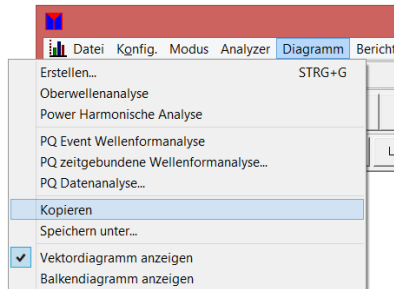 Datei Konfig. Modus Analyzer Diagramm Bericht
Erstellen... STRG+G
Oberwellenanalyse
Power Harmonische Analyse
PQ Event Wellenformanalyse
PQ zeitgebundene Wellenformanalyse...
PQ Datenanalyse...
Kopieren
Speichern unter...
Vektordiagramm anzeigen
Balkendiagramm anzeigen